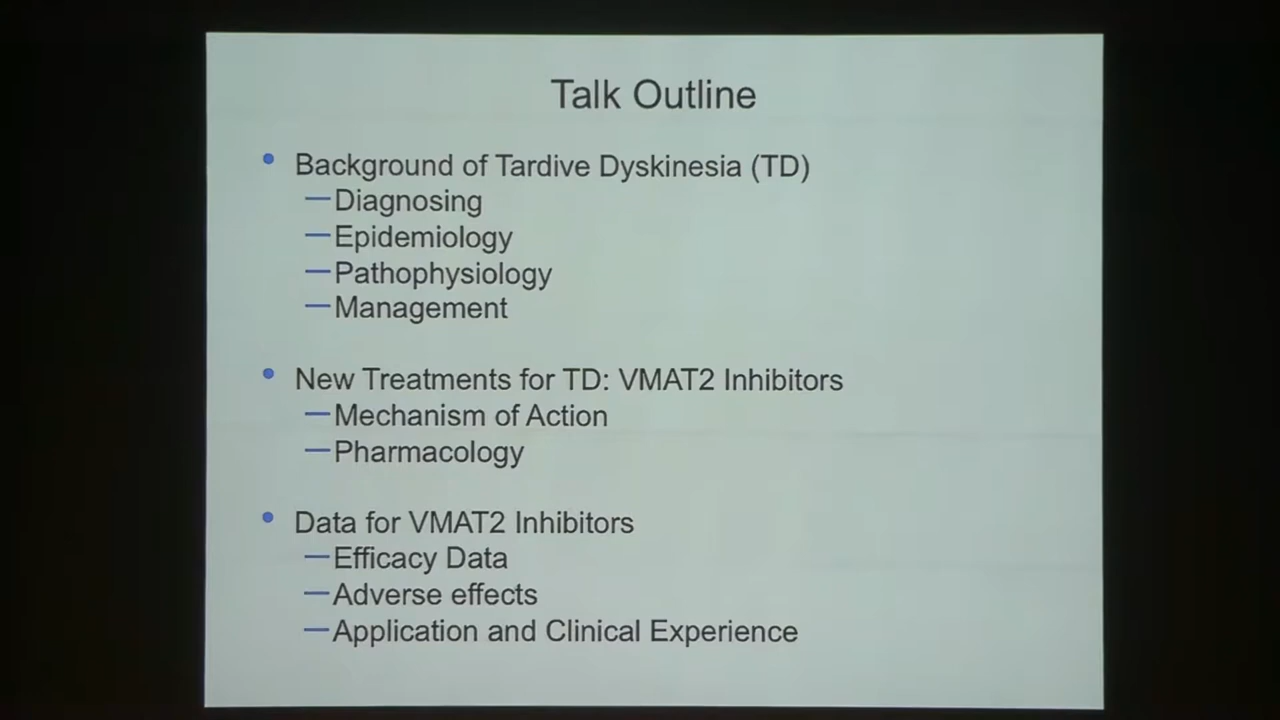 Talk Outline
• Background of Tardive Dyskinesia (TD)
—Diagnosing
—Epidemiology
—Pathophysiology
—Management
• New Treatments for TD: VMAT2 Inhibitors
—Mechanism of Action
—Pharmacology
• Data for VMAT2 Inhibitors
—Efficacy Data
—Adverse effects
—Application and Clinical Experience